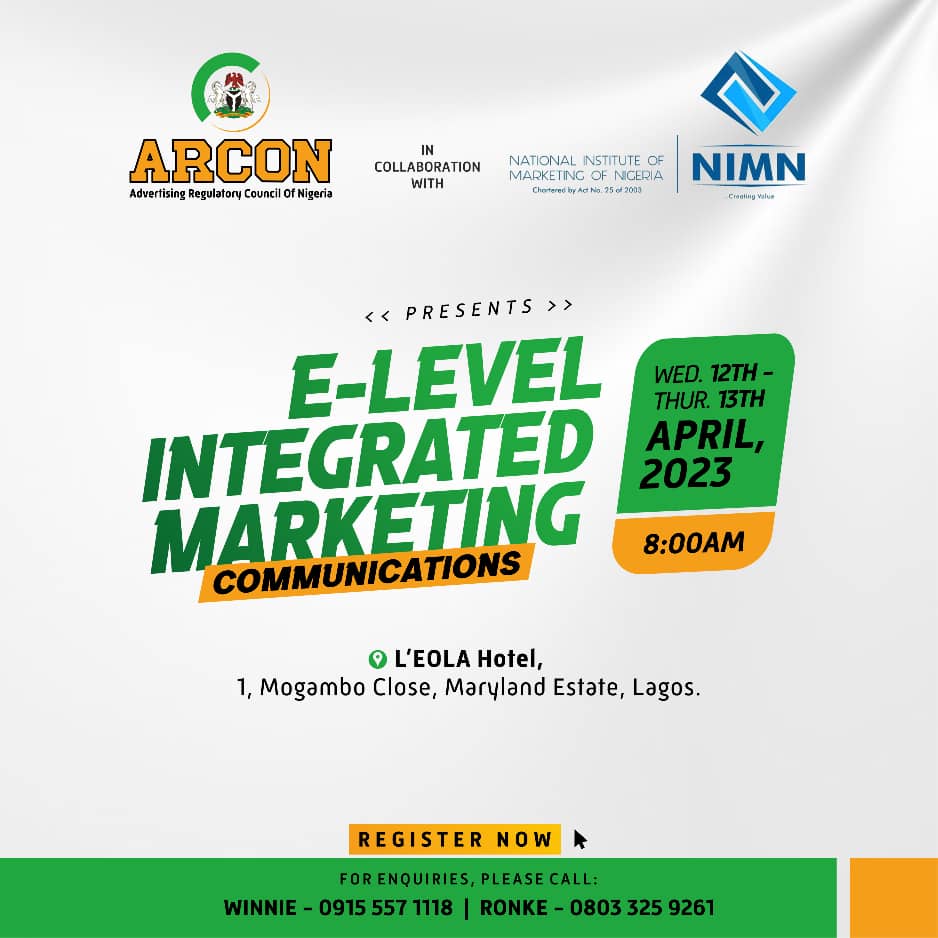 ARCON
Advertising Regulatory Council Of Nigeria
IN
COLLABORATION
WITH
NATIONAL INSTITUTE OF
MARKETING OF NIGERIA
Chartered by Act No. 25 of 2003
NIMN
...Creating Value
<< PRESENTS >>
E-LEVEL
INTEGRATED
MARKETING
COMMUNICATIONS
WED. 12TH –
THUR. 13TH
APRIL,
2023
8:00AM
L'EOLA Hotel,
1, Mogambo Close, Maryland Estate, Lagos.
REGISTER NOW
FOR ENQUIRIES, PLEASE CALL:
WINNIE – 0915 557 1118 | RONKE – 0803 325 9261